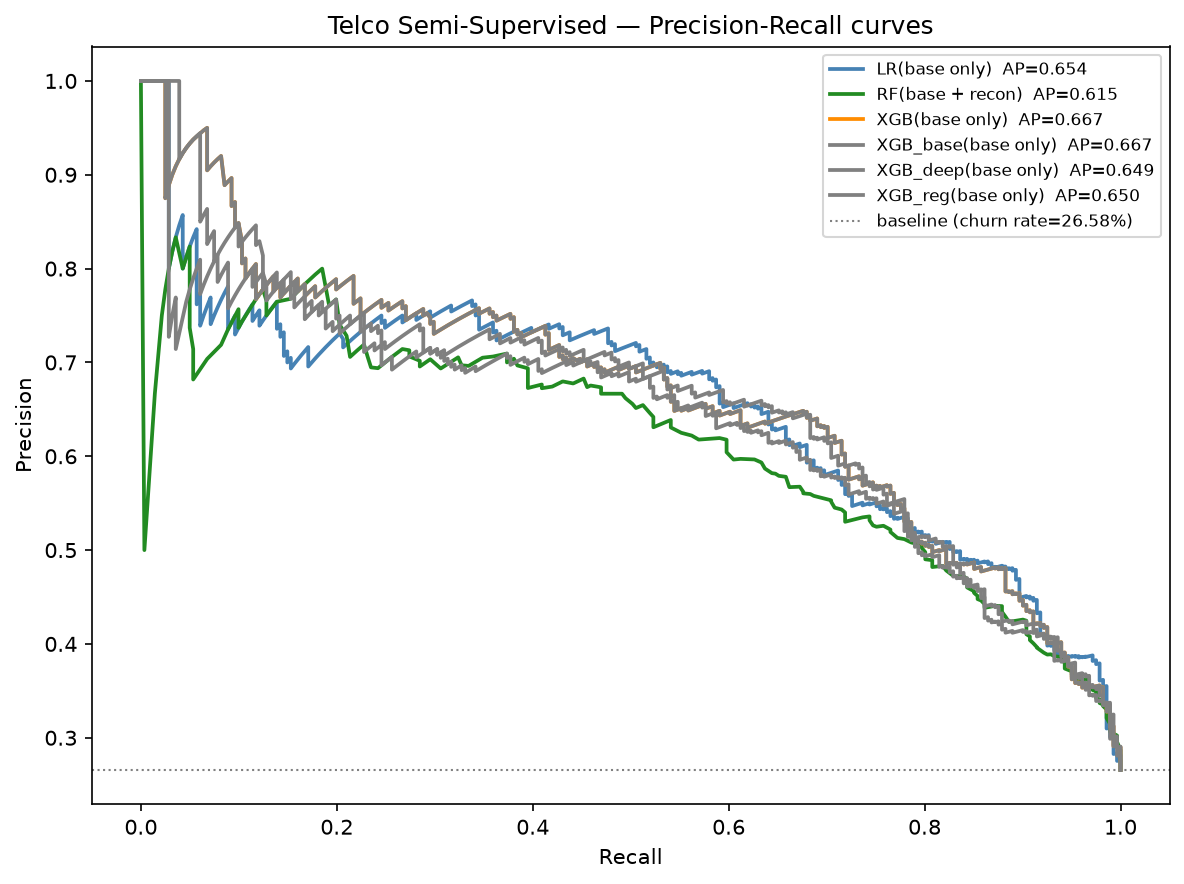 Telco Semi-Supervised — Precision-Recall curves
LR(base only)  AP=0.654
RF(base + recon)  AP=0.615
XGB(base only)  AP=0.667
XGB_base(base only)  AP=0.667
XGB_deep(base only)  AP=0.649
XGB_reg(base only)  AP=0.650
baseline (churn rate=26.58%)
Precision
1.0
0.9
0.8
0.7
0.6
0.5
0.4
0.3
0.0 0.2 0.4 0.6 0.8 1.0
Recall